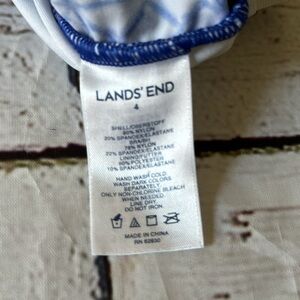 LANDS' END
4
SHELL/OBERSTOFF
80% NYLON
20% SPANDEX/ELASTANE
BRAGIN
78% NYLON
22% SPANDEX/ELASTANE
LINING/FUTTER
90% POLYESTER
10% SPANDEX/ELASTANE
HAND WASH COLD
WASH DARK COLORS
SEPARATELY
ONLY NON-CHLORINE BLEACH
WHEN NEEDED
LINE DRY
DO NOT IRON.
MADE IN CHINA
RN 62830